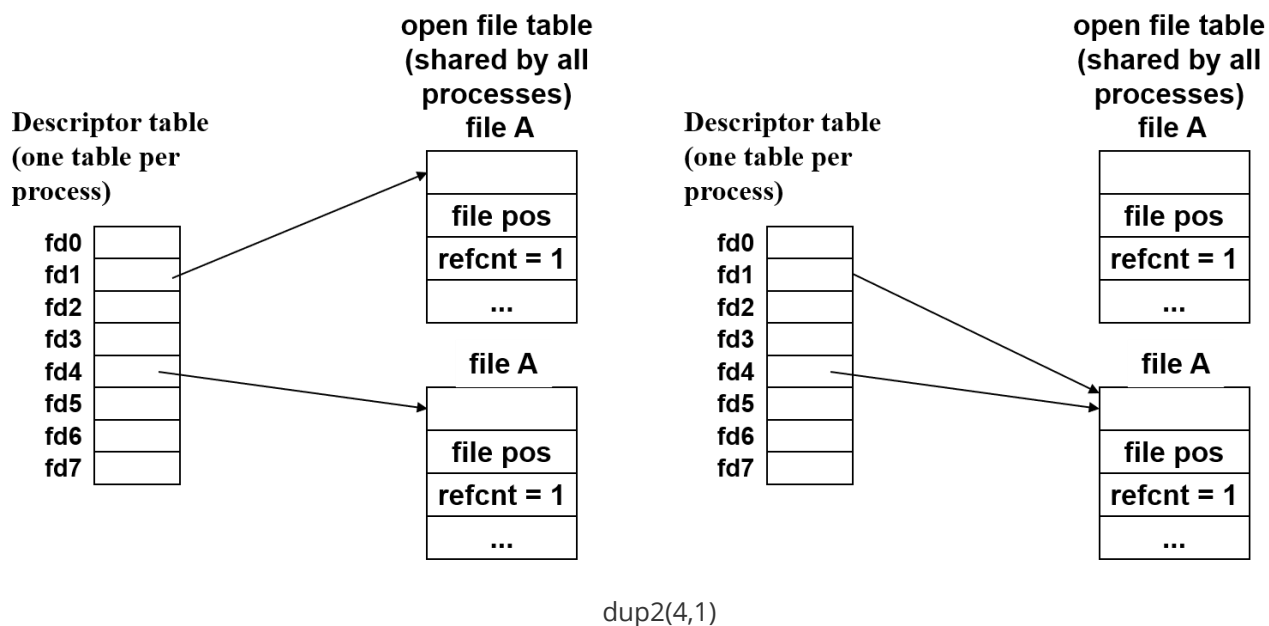 open file table
(shared by all
processes)
file A
Descriptor table
(one table per
process)
fd0
fd1
fd2
fd3
fd4
fd5
fd6
fd7
file pos
refcnt = 1
...
file A
file pos
refcnt = 1
...
open file table
(shared by all
processes)
file A
Descriptor table
(one table per
process)
fd0
fd1
fd2
fd3
fd4
fd5
fd6
fd7
file pos
refcnt = 1
...
file A
file pos
refcnt = 1
...
dup2(4,1)